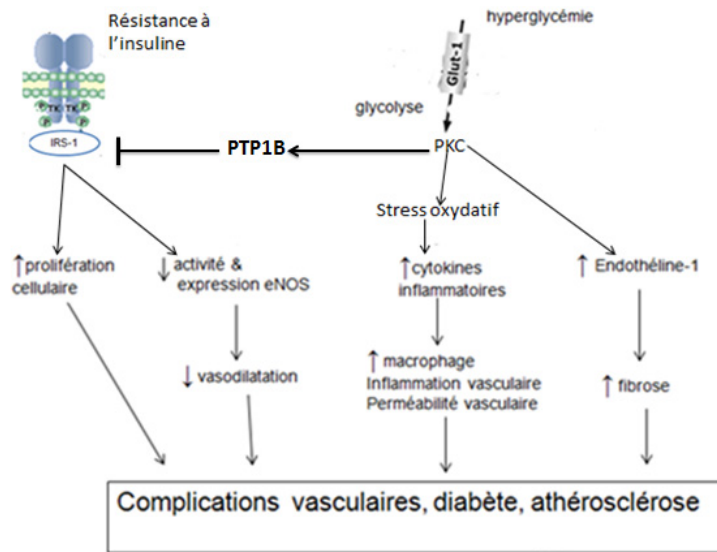 Résistance à
l'insuline
hyperglycémie
Glut-1
glycolyse
P
TK
TK
P
P
P
IRS-1
PTP1B
PKC
Stress oxydatif
↑ prolifération
cellulaire
↓ activité &
expression eNOS
↑ cytokines
inflammatoires
↑ Endothéline-1
↓ vasodilatation
↑ macrophage
Inflammation vasculaire
Perméabilité vasculaire
↑ fibrose
Complications vasculaires, diabète, athérosclérose